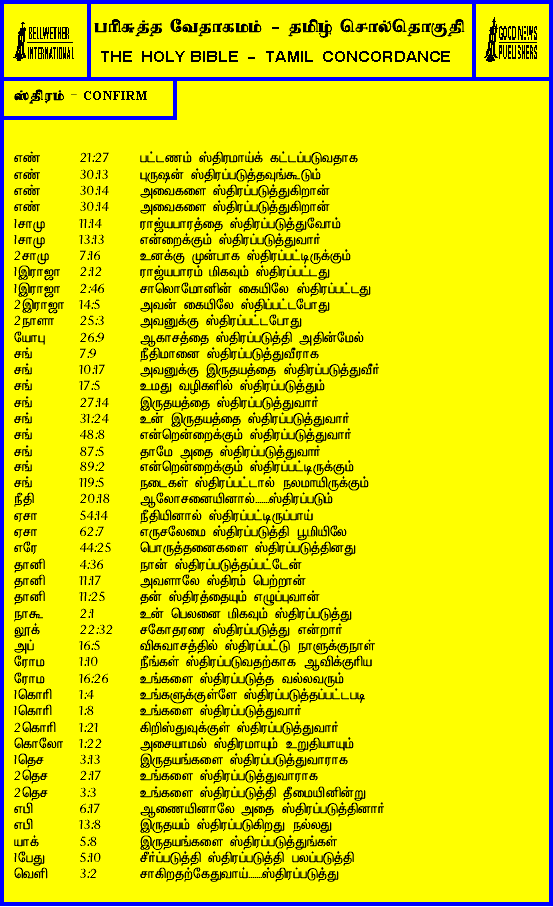 BELLWETHER INTERNATIONAL
பரிசுத்த வேதாகமம் - தமிழ் சொல்தொகுதி
THE HOLY BIBLE - TAMIL CONCORDANCE
GOOD NEWS PUBLISHERS
ஸ்திரம் - CONFIRM
எண் 21:27 பட்டணம் ஸ்திரமாய்க் கட்டப்படுவதாக
எண் 30:13 புருஷன் ஸ்திரப்படுத்தவுங்கூடும்
எண் 30:14 அவைகளை ஸ்திரப்படுத்துகிறான்
எண் 30:14 அவைகளை ஸ்திரப்படுத்துகிறான்
1சாமு 11:14 ராஜ்யபாரத்தை ஸ்திரப்படுத்துவோம்
1சாமு 13:13 என்றைக்கும் ஸ்திரப்படுத்துவார்
2சாமு 7:16 உனக்கு முன்பாக ஸ்திரப்பட்டிருக்கும்
1இராஜா 2:12 ராஜ்யபாரம் மிகவும் ஸ்திரப்பட்டது
1இராஜா 2:46 சாலொமோனின் கையிலே ஸ்திரப்பட்டது
2இராஜா 14:5 அவன் கையிலே ஸ்திப்பட்டபோது
2நாளா 25:3 அவனுக்கு ஸ்திரப்பட்டபோது
யோபு 26:9 ஆகாசத்தை ஸ்திரப்படுத்தி அதின்மேல்
சங் 7:9 நீதிமானை ஸ்திரப்படுத்துவீராக
சங் 10:17 அவனுக்கு இருதயத்தை ஸ்திரப்படுத்துவீர்
சங் 17:5 உமது வழிகளில் ஸ்திரப்படுத்தும்
சங் 27:14 இருதயத்தை ஸ்திரப்படுத்துவார்
சங் 31:24 உன் இருதயத்தை ஸ்திரப்படுத்துவார்
சங் 48:8 என்றென்றைக்கும் ஸ்திரப்படுத்துவார்
சங் 87:5 தாமே அதை ஸ்திரப்படுத்துவார்
சங் 89:2 என்றென்றைக்கும் ஸ்திரப்பட்டிருக்கும்
சங் 119:5 நடைகள் ஸ்திரப்பட்டால் நலமாயிருக்கும்
நீதி 20:18 ஆலோசனையினால்......ஸ்திரப்படும்
ஏசா 54:14 நீதியினால் ஸ்திரப்பட்டிருப்பாய்
ஏசா 62:7 எருசலேமை ஸ்திரப்படுத்தி பூமியிலே
எரே 44:25 பொருத்தனைகளை ஸ்திரப்படுத்தினது
தானி 4:36 நான் ஸ்திரப்படுத்தப்பட்டேன்
தானி 11:17 அவளாலே ஸ்திரம் பெற்றான்
தானி 11:25 தன் ஸ்திரத்தையும் எழுப்புவான்
நாகூ 2:1 உன் பெலனை மிகவும் ஸ்திரப்படுத்து
லூக் 22:32 சகோதரரை ஸ்திரப்படுத்து என்றார்
அப் 16:5 விசுவாசத்தில் ஸ்திரப்பட்டு நாளுக்குநாள்
ரோம 1:10 நீங்கள் ஸ்திரப்படுவதற்காக ஆவிக்குரிய
ரோம 16:26 உங்களை ஸ்திரப்படுத்த வல்லவரும்
1கொரி 1:4 உங்களுக்குள்ளே ஸ்திரப்படுத்தப்பட்டபடி
1கொரி 1:8 உங்களை ஸ்திரப்படுத்துவார்
2கொரி 1:21 கிறிஸ்துவுக்குள் ஸ்திரப்படுத்துவார்
கொலோ 1:22 அசையாமல் ஸ்திரமாயும் உறுதியாயும்
1தெச 3:13 இருதயங்களை ஸ்திரப்படுத்துவாராக
2தெச 2:17 உங்களை ஸ்திரப்படுத்துவாராக
2தெச 3:3 உங்களை ஸ்திரப்படுத்தி தீமையினின்று
எபி 6:17 ஆணையினாலே அதை ஸ்திரப்படுத்தினார்
எபி 13:8 இருதயம் ஸ்திரப்படுகிறது நல்லது
யாக் 5:8 இருதயங்களை ஸ்திரப்படுத்துங்கள்
1பேது 5:10 சீர்ப்படுத்தி ஸ்திரப்படுத்தி பலப்படுத்தி
வெளி 3:2 சாகிறதற்கேதுவாய்......ஸ்திரப்படுத்து